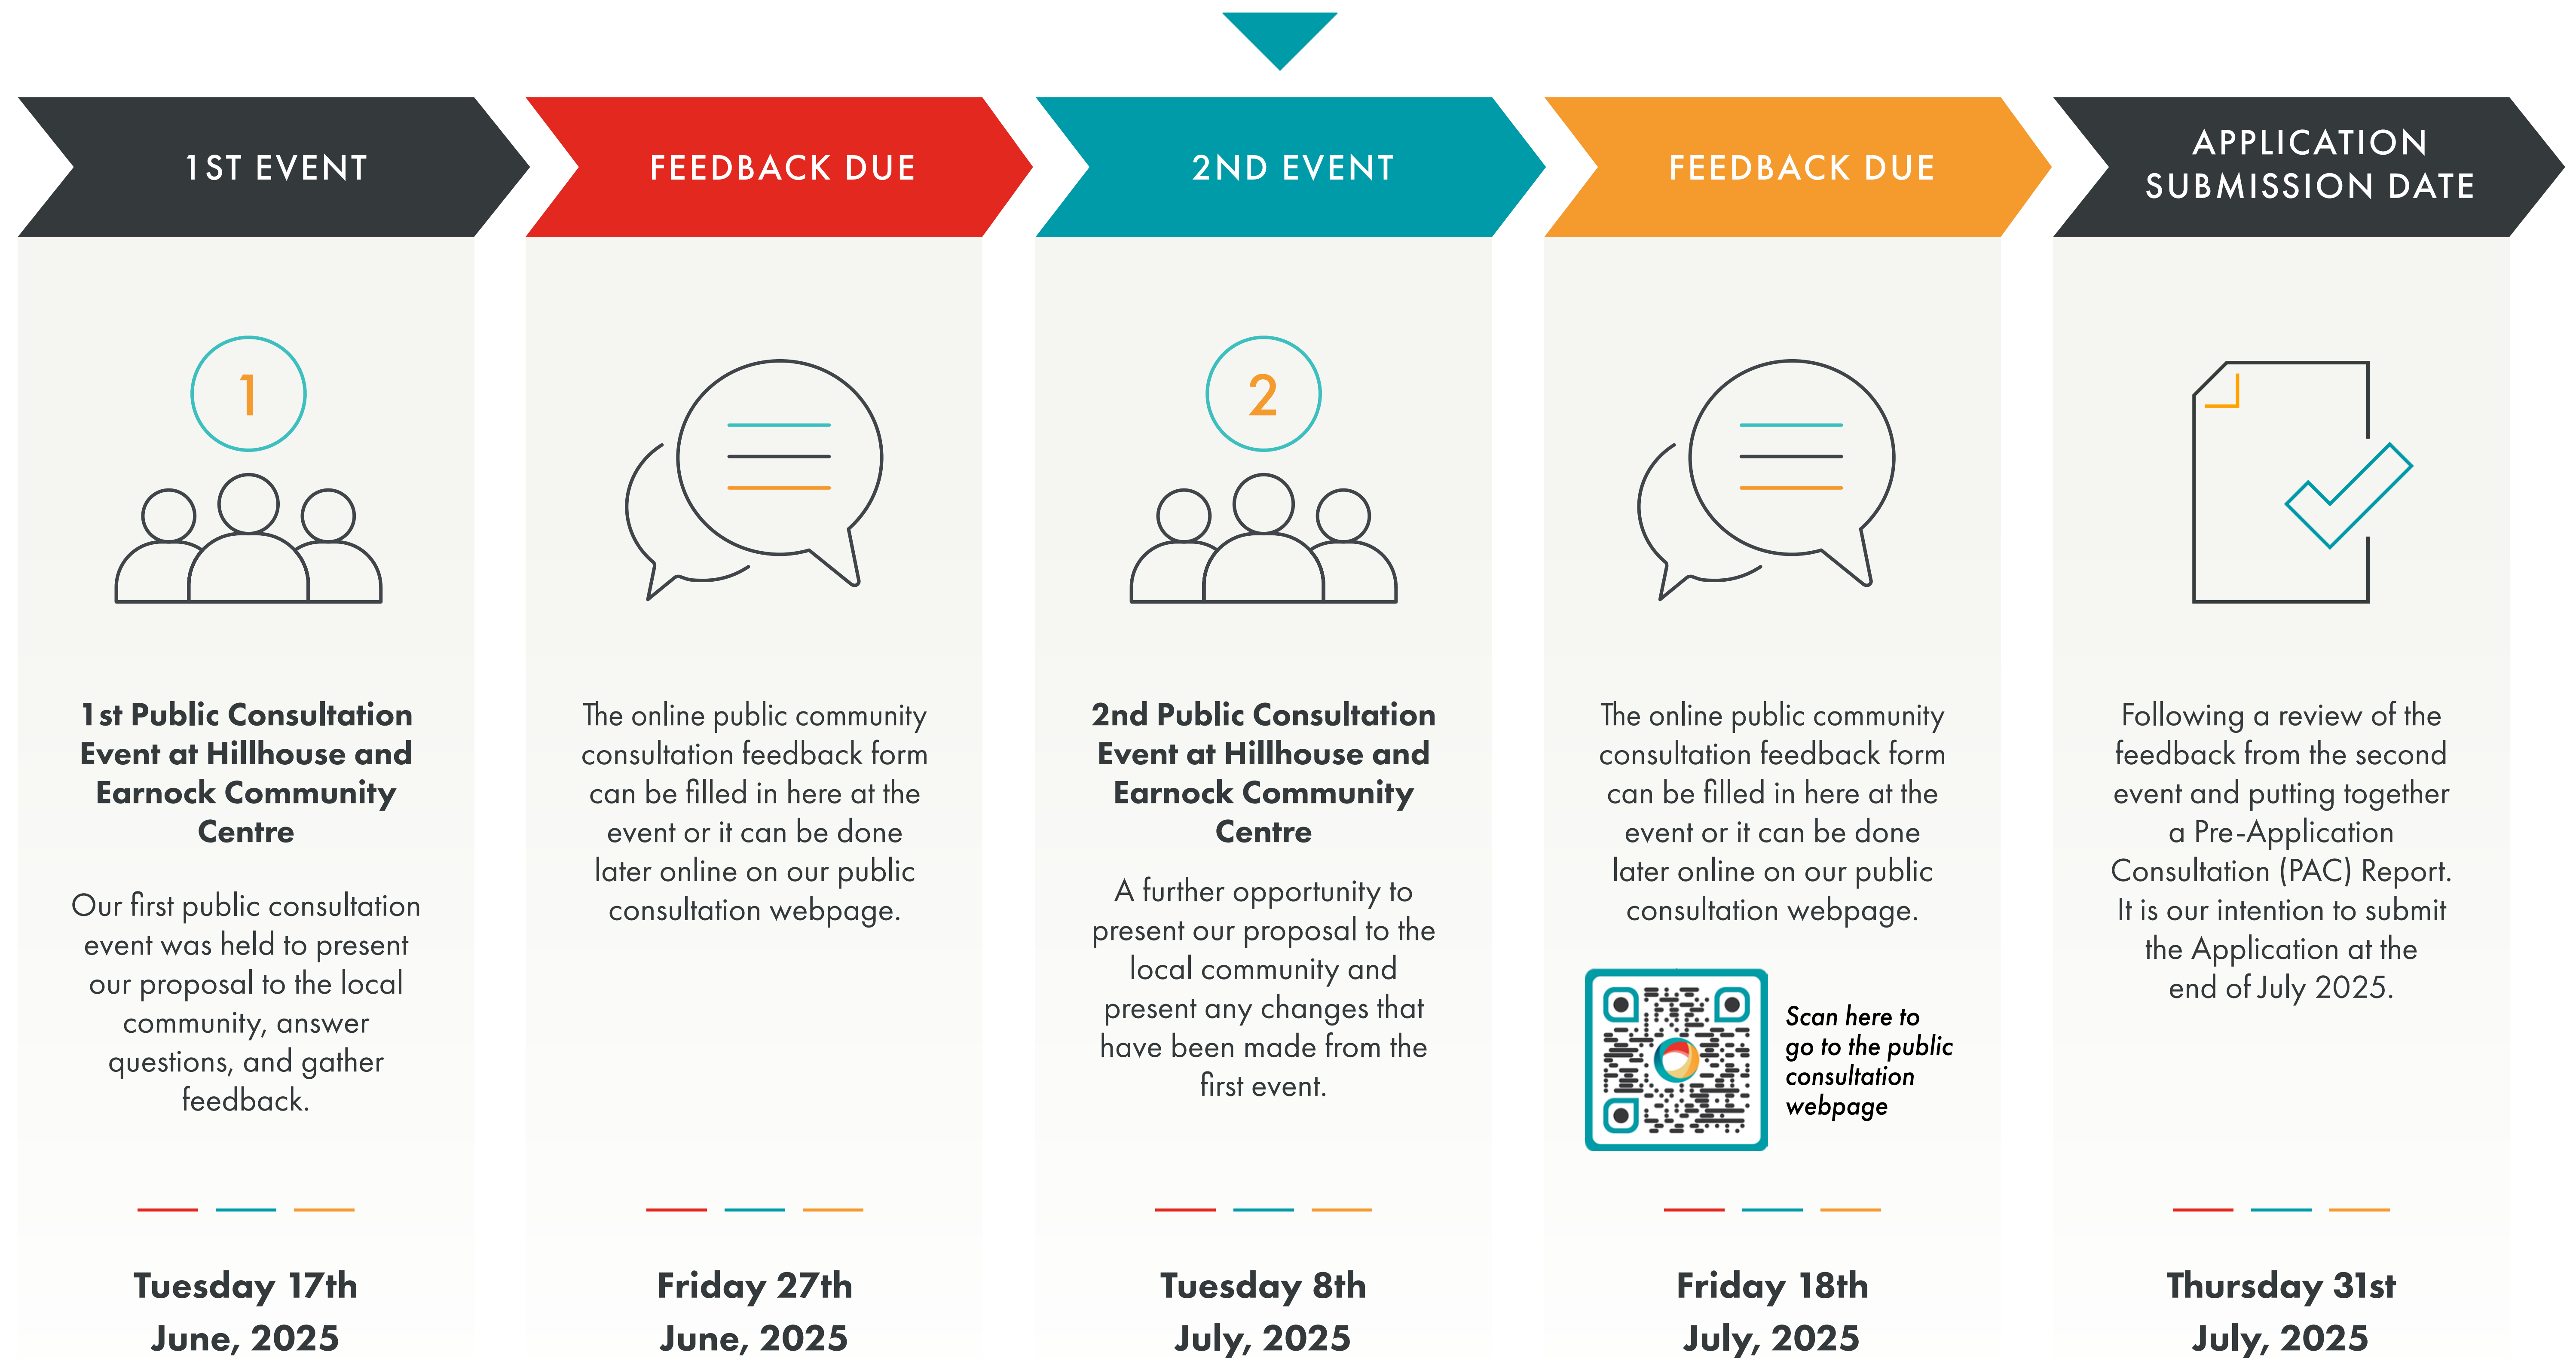 1ST EVENT
1
1st Public Consultation
Event at Hillhouse and
Earnock Community
Centre
Our first public consultation
event was held to present
our proposal to the local
community, answer
questions, and gather
feedback.
Tuesday 17th
June, 2025
FEEDBACK DUE
The online public community
consultation feedback form
can be filled in here at the
event or it can be done
later online on our public
consultation webpage.
Friday 27th
June, 2025
2ND EVENT
2
2nd Public Consultation
Event at Hillhouse and
Earnock Community
Centre
A further opportunity to
present our proposal to the
local community and
present any changes that
have been made from the
first event.
Tuesday 8th
July, 2025
FEEDBACK DUE
The online public community
consultation feedback form
can be filled in here at the
event or it can be done
later online on our public
consultation webpage.
Scan here to
go to the public
consultation
webpage
Friday 18th
July, 2025
APPLICATION
SUBMISSION DATE
Following a review of the
feedback from the second
event and putting together
a Pre-Application
Consultation (PAC) Report.
It is our intention to submit
the Application at the
end of July 2025.
Thursday 31st
July, 2025